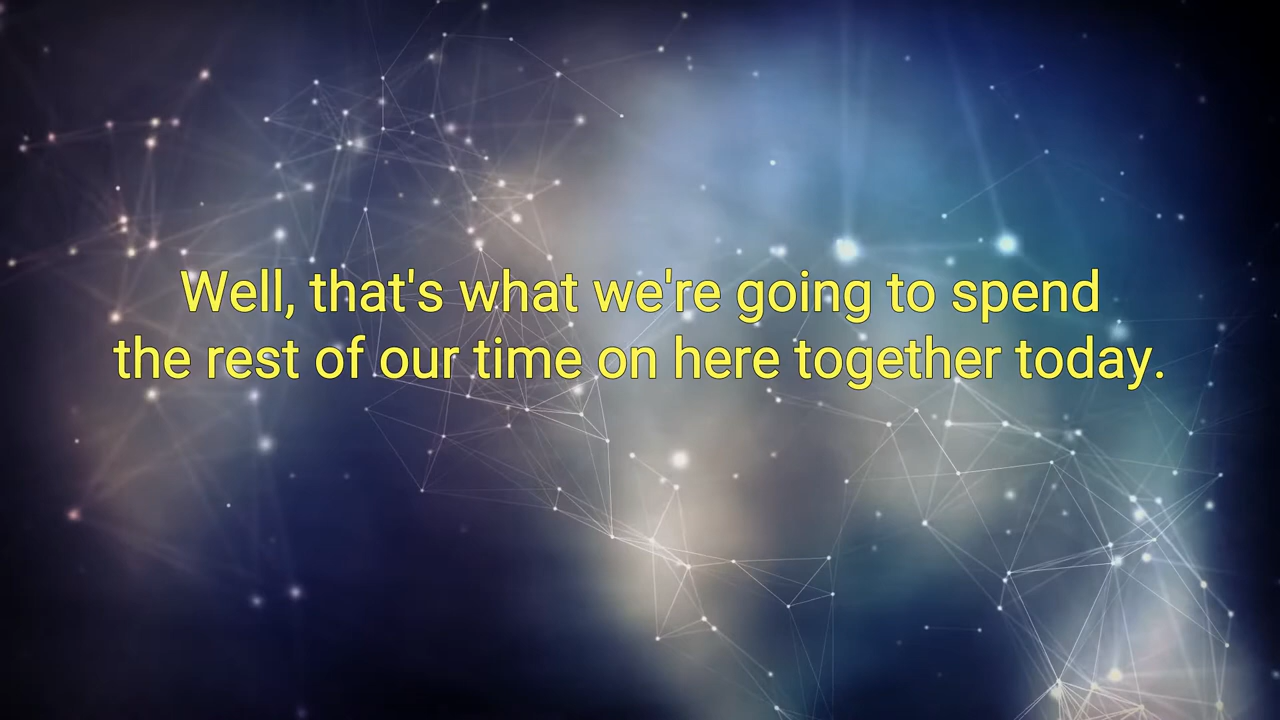 Well, that's what we're going to spend
the rest of our time on here together today.